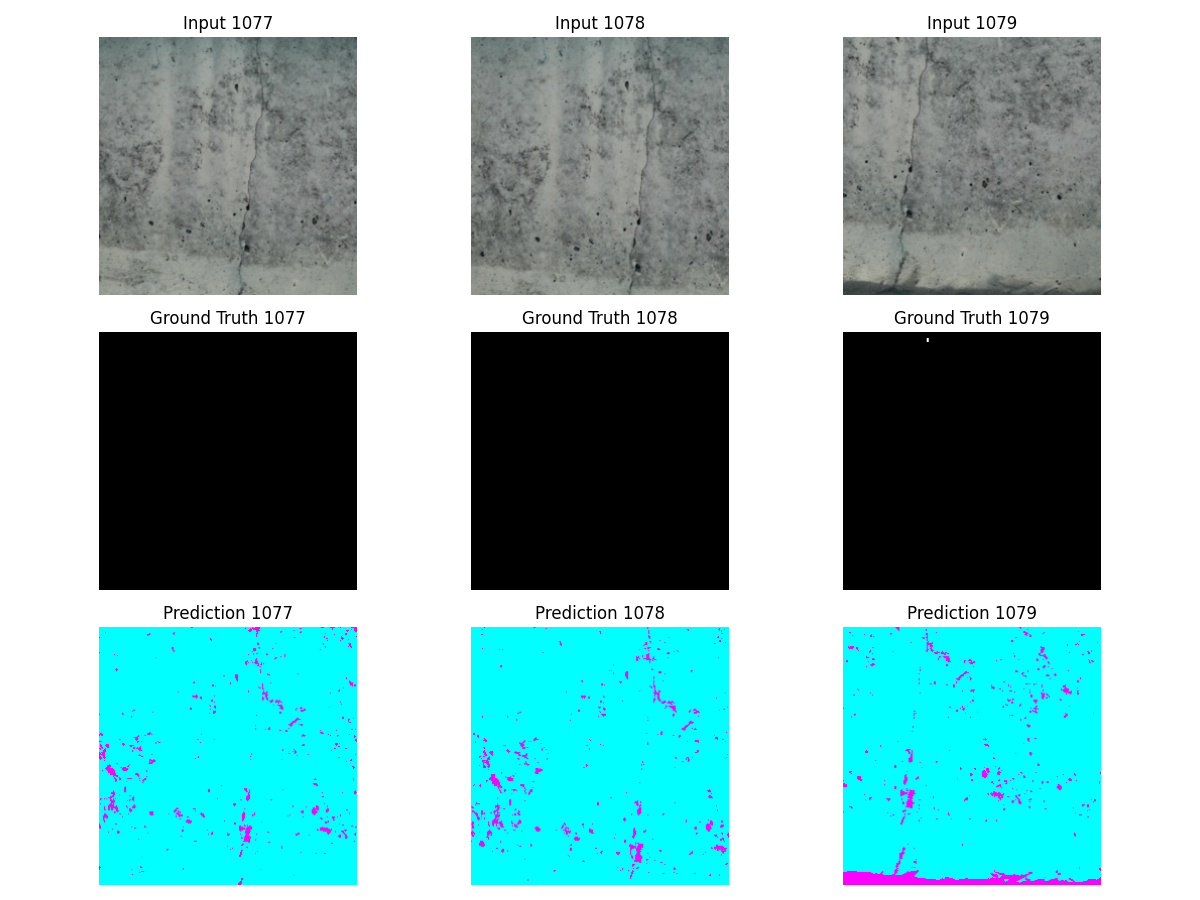 Input 1077
Input 1078
Input 1079
Ground Truth 1077
Ground Truth 1078
Ground Truth 1079
Prediction 1077
Prediction 1078
Prediction 1079